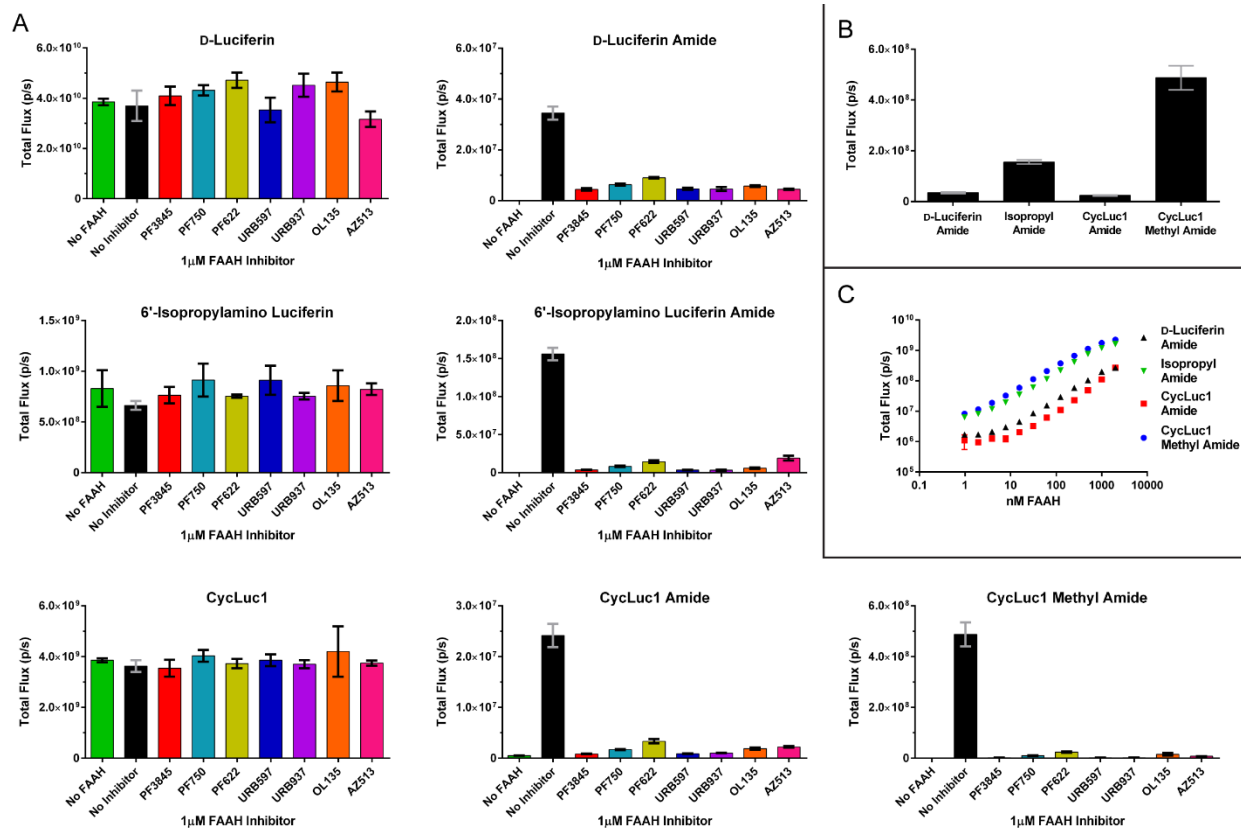 A
D-Luciferin
Total Flux (p/s)
6.0×10¹⁰
4.0×10¹⁰
2.0×10¹⁰
0
No FAAH
No Inhibitor
PF3845
PF750
PF622
URB597
URB937
OL135
AZ513
1µM FAAH Inhibitor
D-Luciferin Amide
Total Flux (p/s)
6.0×10⁷
4.0×10⁷
2.0×10⁷
0
No FAAH
No Inhibitor
PF3845
PF750
PF622
URB597
URB937
OL135
AZ513
1µM FAAH Inhibitor
B
Total Flux (p/s)
6.0×10⁸
4.0×10⁸
2.0×10⁸
0
D-Luciferin
Amide
Isopropyl
Amide
CycLuc1
Amide
CycLuc1
Methyl Amide
6'-Isopropylamino Luciferin
Total Flux (p/s)
1.5×10⁹
1.0×10⁹
5.0×10⁸
0
No FAAH
No Inhibitor
PF3845
PF750
PF622
URB597
URB937
OL135
AZ513
1µM FAAH Inhibitor
6'-Isopropylamino Luciferin Amide
Total Flux (p/s)
2.0×10⁸
1.5×10⁸
1.0×10⁸
5.0×10⁷
0
No FAAH
No Inhibitor
PF3845
PF750
PF622
URB597
URB937
OL135
AZ513
1µM FAAH Inhibitor
C
Total Flux (p/s)
10¹⁰
10⁹
10⁸
10⁷
10⁶
10⁵
0.1
1
10
100
1000
10000
nM FAAH
D-Luciferin
Amide
Isopropyl
Amide
CycLuc1
Amide
CycLuc1
Methyl Amide
CycLuc1
Total Flux (p/s)
6.0×10⁹
4.0×10⁹
2.0×10⁹
0
No FAAH
No Inhibitor
PF3845
PF750
PF622
URB597
URB937
OL135
AZ513
1µM FAAH Inhibitor
CycLuc1 Amide
Total Flux (p/s)
3.0×10⁷
2.0×10⁷
1.0×10⁷
0
No FAAH
No Inhibitor
PF3845
PF750
PF622
URB597
URB937
OL135
AZ513
1µM FAAH Inhibitor
CycLuc1 Methyl Amide
Total Flux (p/s)
6.0×10⁸
4.0×10⁸
2.0×10⁸
0
No FAAH
No Inhibitor
PF3845
PF750
PF622
URB597
URB937
OL135
AZ513
1µM FAAH Inhibitor